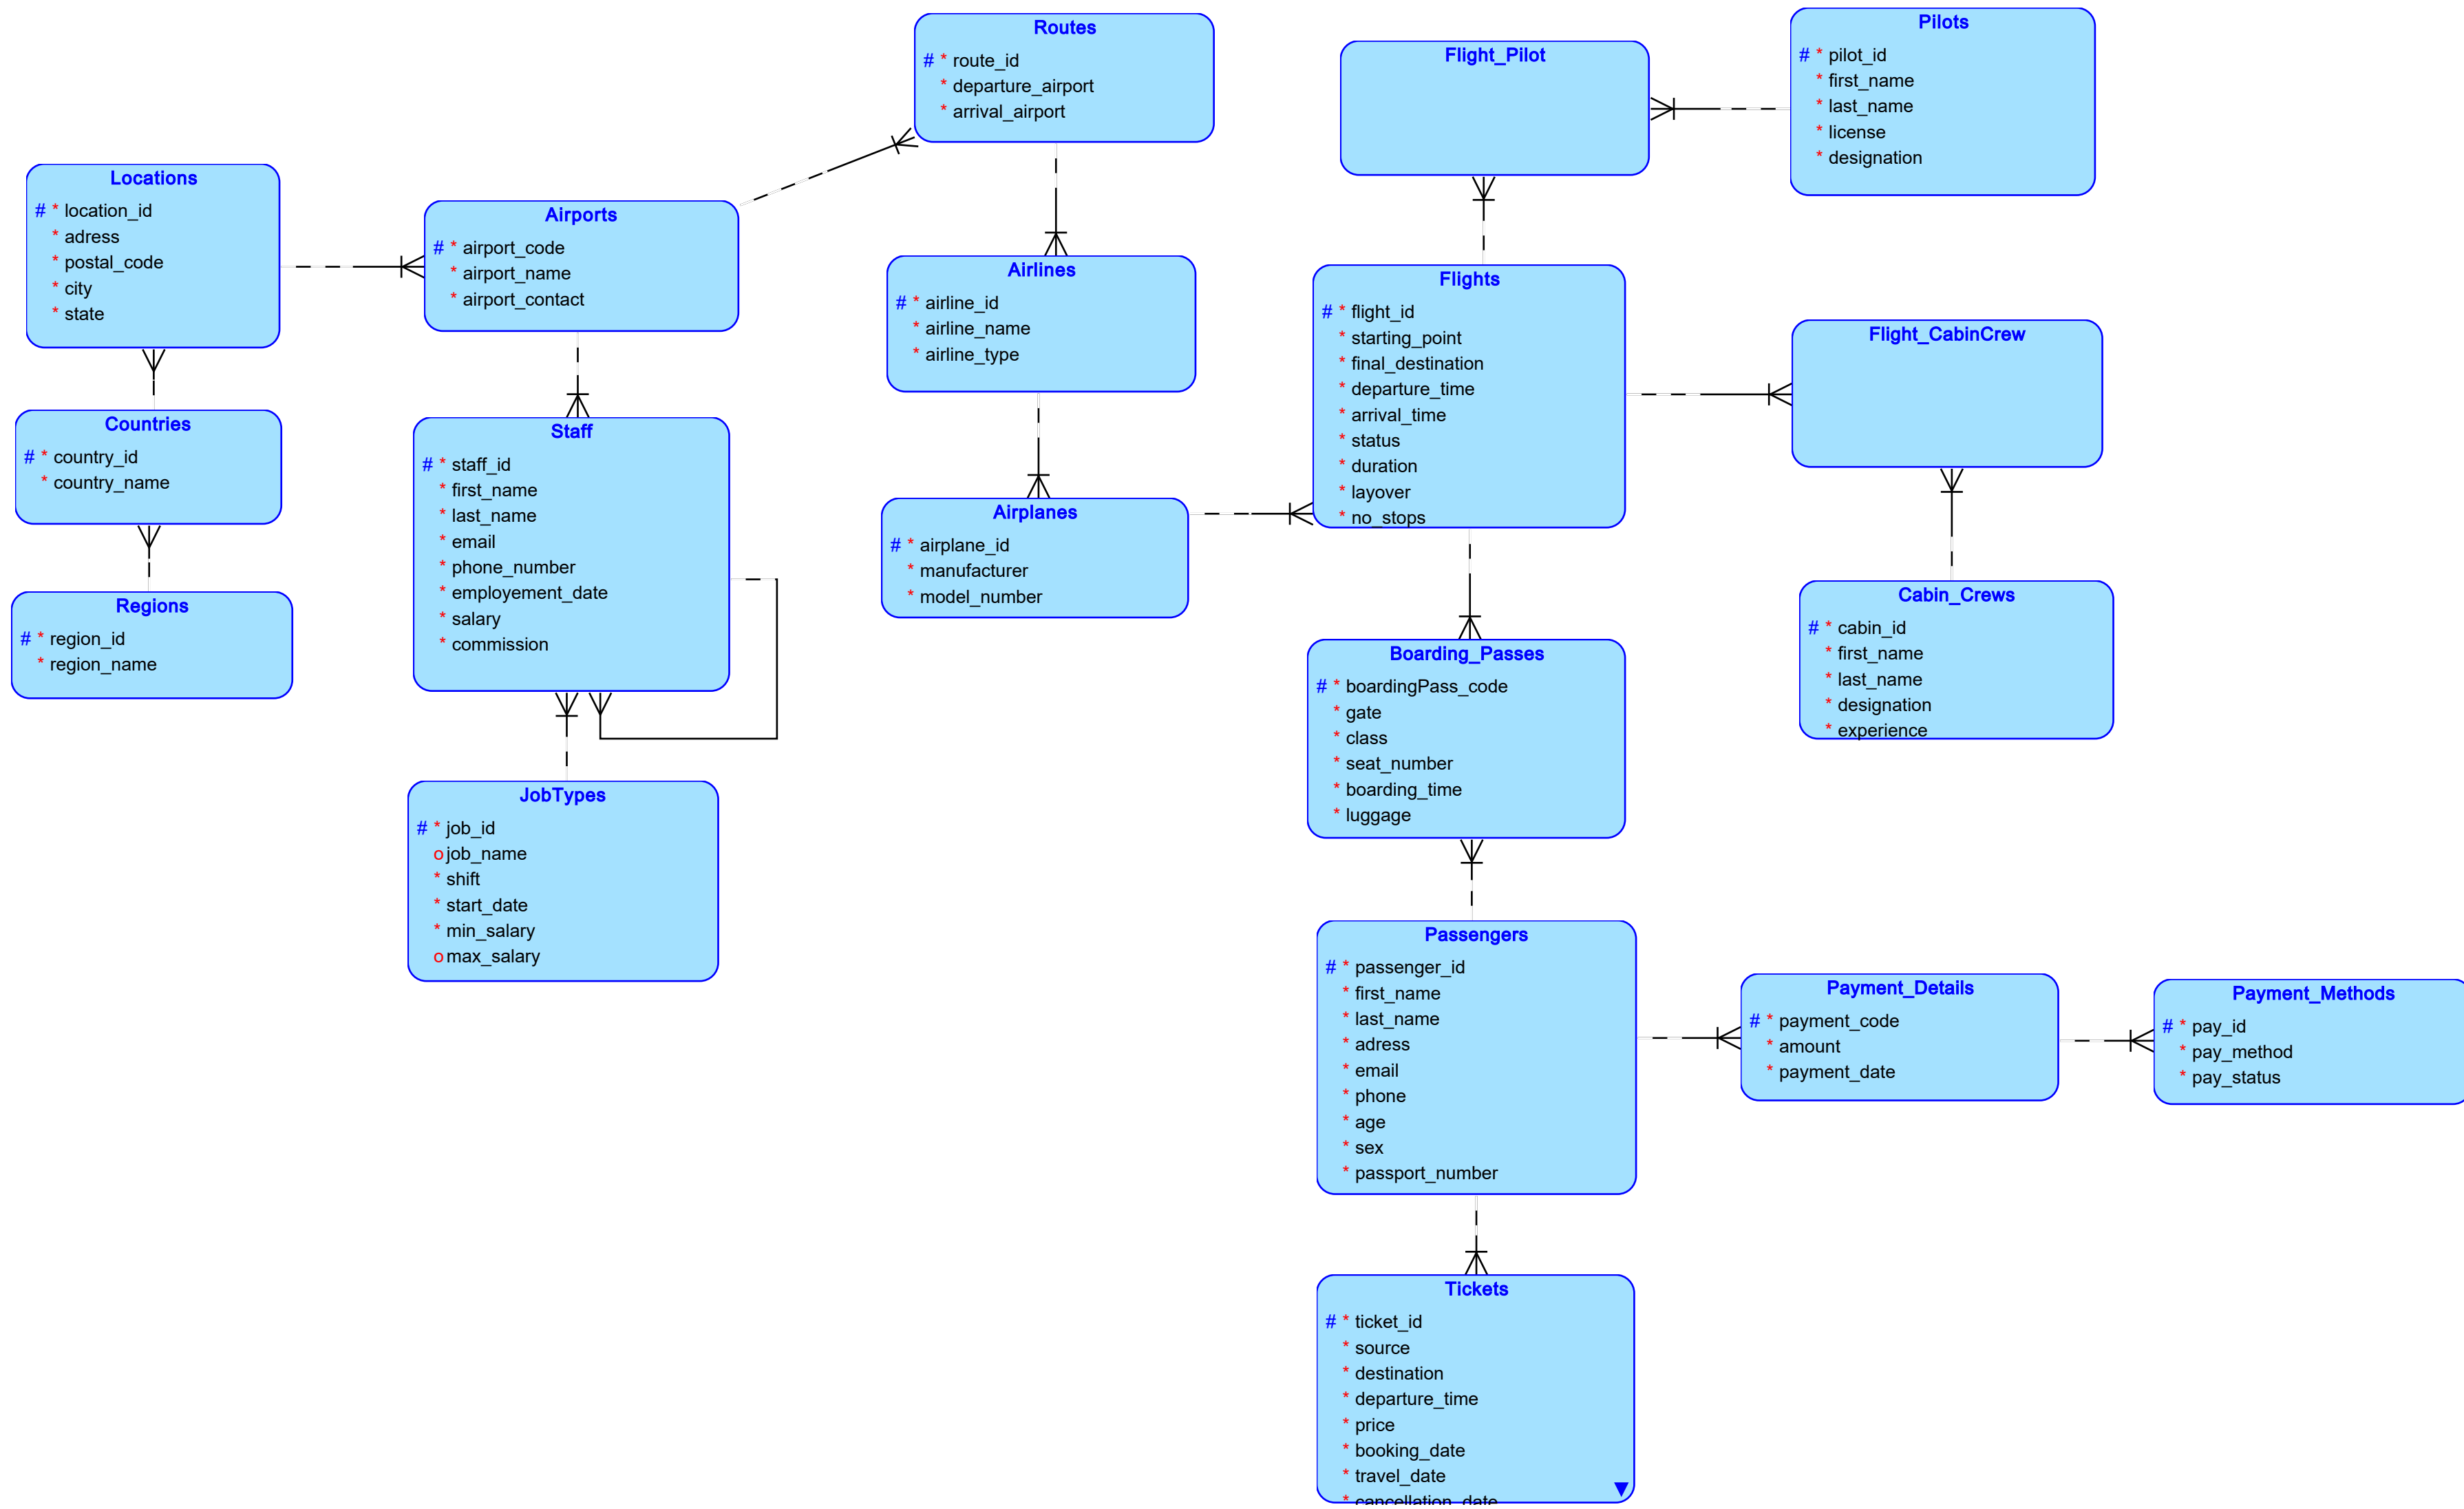 Routes
# * route_id
* departure_airport
* arrival_airport
Flight_Pilot
Pilots
# * pilot_id
* first_name
* last_name
* license
* designation
Locations
# * location_id
* adress
* postal_code
* city
* state
Airports
# * airport_code
* airport_name
* airport_contact
Airlines
# * airline_id
* airline_name
* airline_type
Flights
# * flight_id
* starting_point
* final_destination
* departure_time
* arrival_time
* status
* duration
* layover
* no_stops
Flight_CabinCrew
Countries
# * country_id
* country_name
Staff
# * staff_id
* first_name
* last_name
* email
* phone_number
* employement_date
* salary
* commission
Airplanes
# * airplane_id
* manufacturer
* model_number
Regions
# * region_id
* region_name
Cabin_Crews
# * cabin_id
* first_name
* last_name
* designation
* experience
Boarding_Passes
# * boardingPass_code
* gate
* class
* seat_number
* boarding_time
* luggage
JobTypes
# * job_id
o job_name
* shift
* start_date
* min_salary
o max_salary
Passengers
# * passenger_id
* first_name
* last_name
* adress
* email
* phone
* age
* sex
* passport_number
Payment_Details
# * payment_code
* amount
* payment_date
Payment_Methods
# * pay_id
* pay_method
* pay_status
Tickets
# * ticket_id
* source
* destination
* departure_time
* price
* booking_date
* travel_date
* cancellation_date